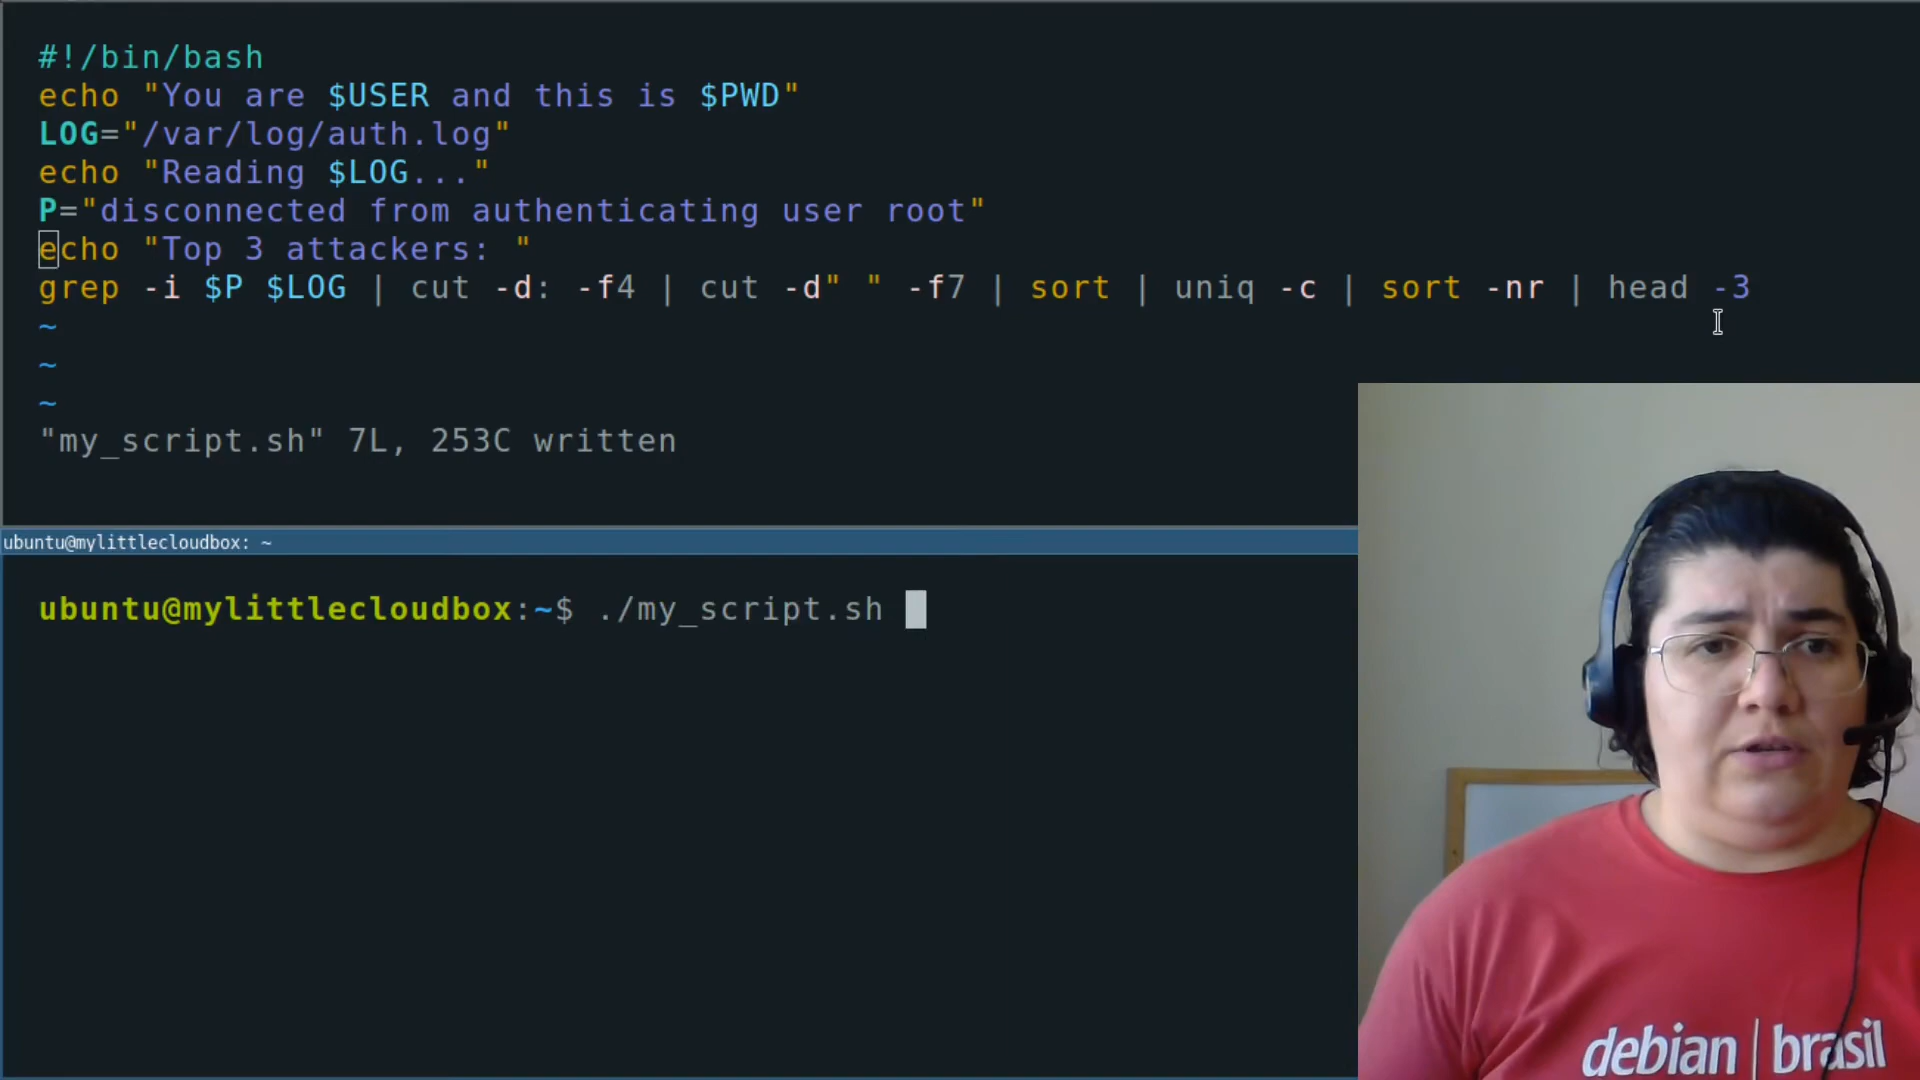 #!/bin/bash
echo "You are $USER and this is $PWD"
LOG="/var/log/auth.log"
echo "Reading $LOG..."
P="disconnected from authenticating user root"
echo "Top 3 attackers: "
grep -i $P $LOG | cut -d: -f4 | cut -d" " -f7 | sort | uniq -c | sort -nr | head -3
~
~
~
"my_script.sh" 7L, 253C written
ubuntu@mylittlecloudbox: ~
ubuntu@mylittlecloudbox:~$ ./my_script.sh
debian | brasil